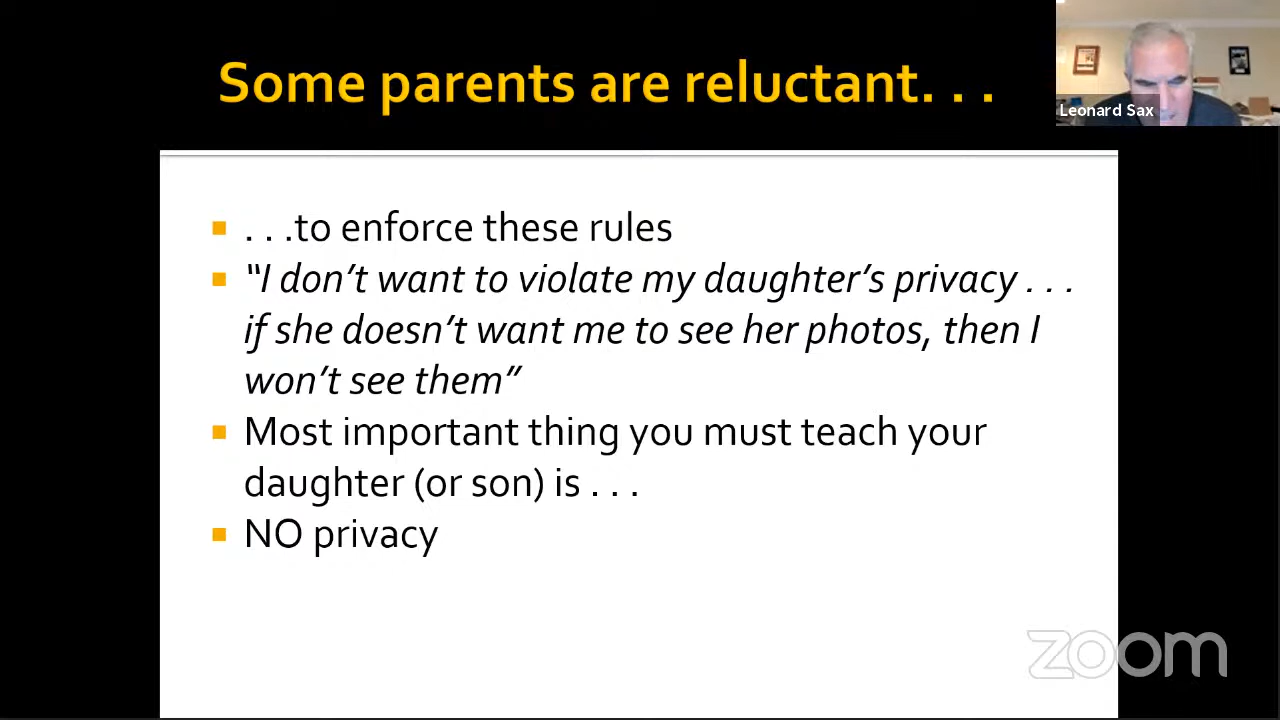 Some parents are reluctant. . .
Leonard Sax
. . .to enforce these rules
“I don’t want to violate my daughter’s privacy . . .
if she doesn’t want me to see her photos, then I
won’t see them”
Most important thing you must teach your
daughter (or son) is . . .
NO privacy
zoom